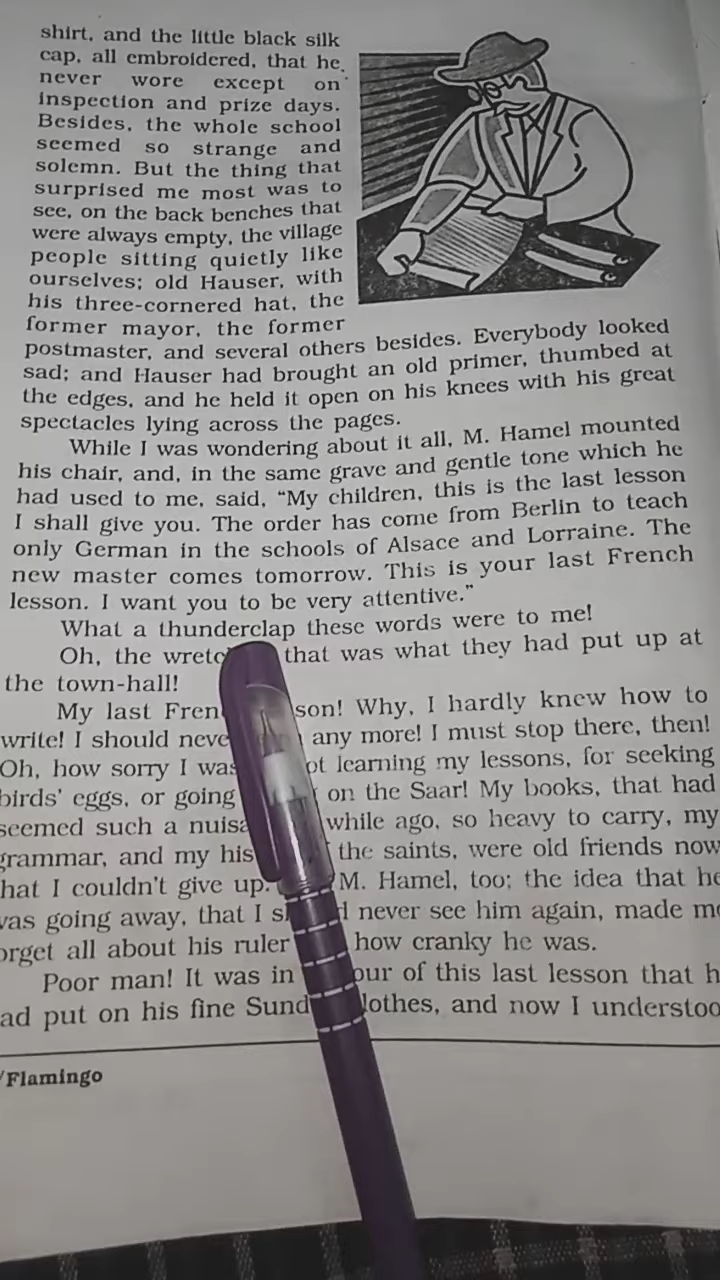 shirt, and the little black silk
cap, all embroidered, that he
never wore except on
inspection and prize days.
Besides, the whole school
seemed so strange and
solemn. But the thing that
surprised me most was to
see, on the back benches that
were always empty, the village
people sitting quietly like
ourselves; old Hauser, with
his three-cornered hat, the
former mayor, the former
postmaster, and several others besides. Everybody looked
sad; and Hauser had brought an old primer, thumbed at
the edges, and he held it open on his knees with his great
spectacles lying across the pages.
While I was wondering about it all, M. Hamel mounted
his chair, and, in the same grave and gentle tone which he
had used to me, said, “My children, this is the last lesson
I shall give you. The order has come from Berlin to teach
only German in the schools of Alsace and Lorraine. The
new master comes tomorrow. This is your last French
lesson. I want you to be very attentive.”
What a thunderclap these words were to me!
Oh, the wretc that was what they had put up at
the town-hall!
My last Fren son! Why, I hardly knew how to
write! I should neve any more! I must stop there, then!
Oh, how sorry I was ot learning my lessons, for seeking
birds’ eggs, or going on the Saar! My books, that had
seemed such a nuisa while ago, so heavy to carry, my
grammar, and my his the saints, were old friends now
hat I couldn’t give up. M. Hamel, too; the idea that he
was going away, that I s d never see him again, made me
orget all about his ruler how cranky he was.
Poor man! It was in our of this last lesson that h
ad put on his fine Sund lothes, and now I understoo
/Flamingo